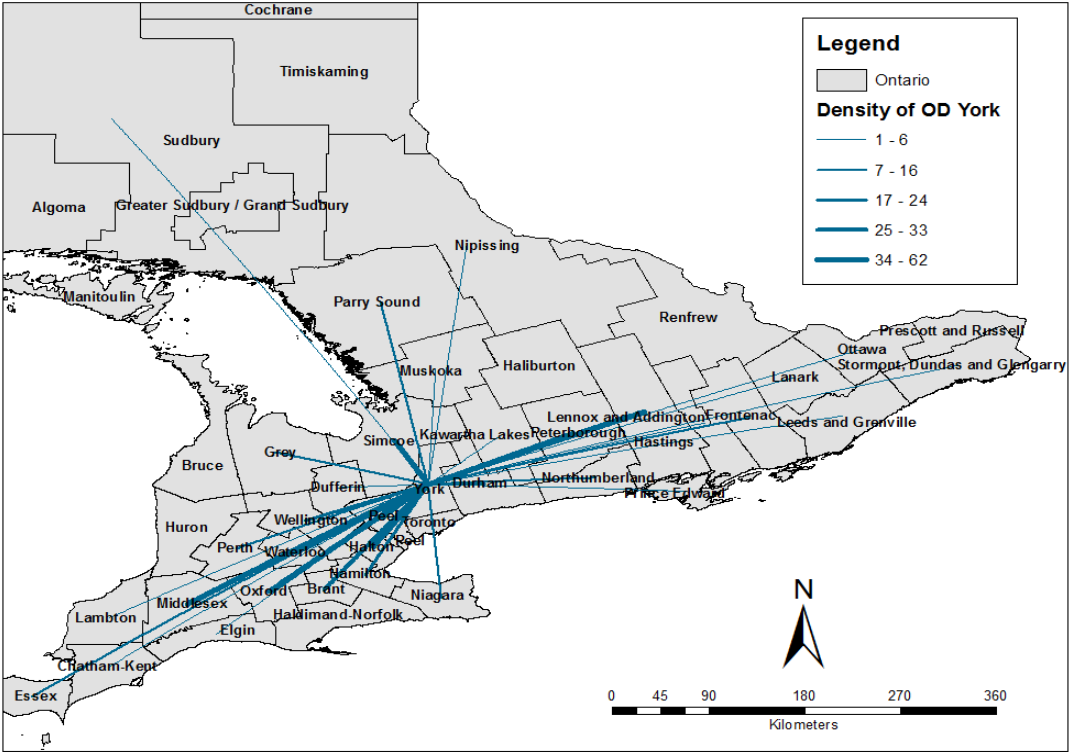 Cochrane
Timiskaming
Sudbury
Algoma
Greater Sudbury / Grand Sudbury
Manitoulin
Nipissing
Parry Sound
Renfrew
Muskoka
Haliburton
Prescott and Russell
Ottawa
Stormont, Dundas and Glengarry
Lanark
Lennox and Addington
Frontenac
Leeds and Grenville
Simcoe
Kawartha Lakes
Peterborough
Hastings
Grey
Bruce
Dufferin
York
Durham
Northumberland
Prince Edward
Huron
Wellington
Peel
Toronto
Perth
Waterloo
Halton
Peel
Hamilton
Middlesex
Oxford
Brant
Niagara
Lambton
Haldimand-Norfolk
Elgin
Chatham-Kent
Essex
Legend
Ontario
Density of OD York
1 - 6
7 - 16
17 - 24
25 - 33
34 - 62
N
0 45 90 180 270 360
Kilometers